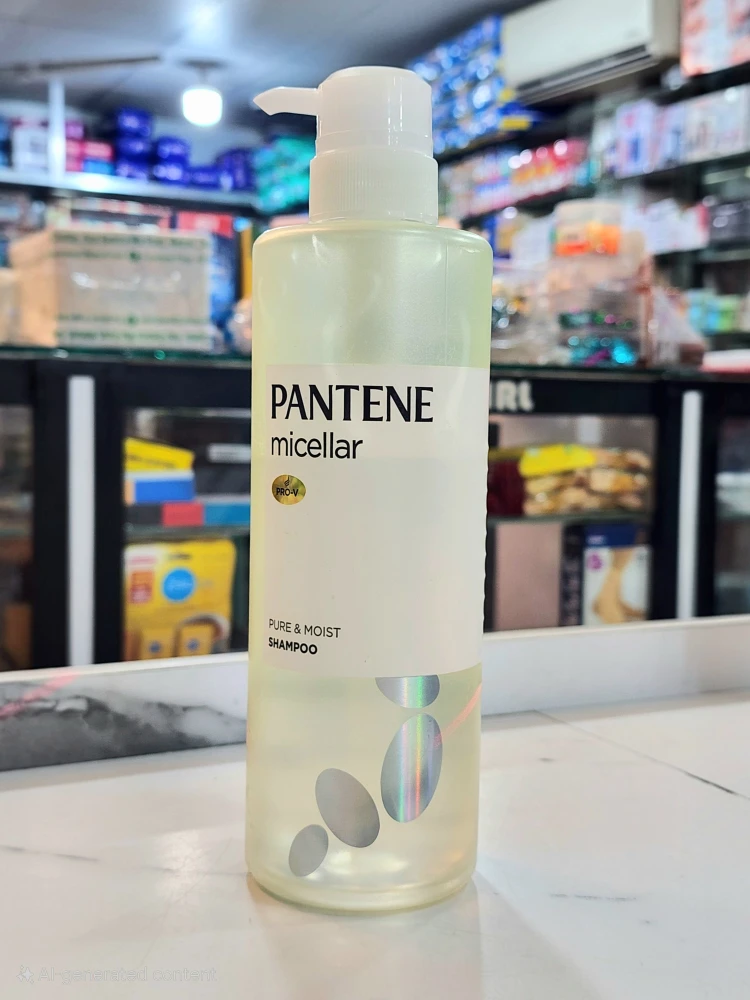 PANTENE
micellar
PRO-V
PURE & MOIST
SHAMPOO
AI-generated content